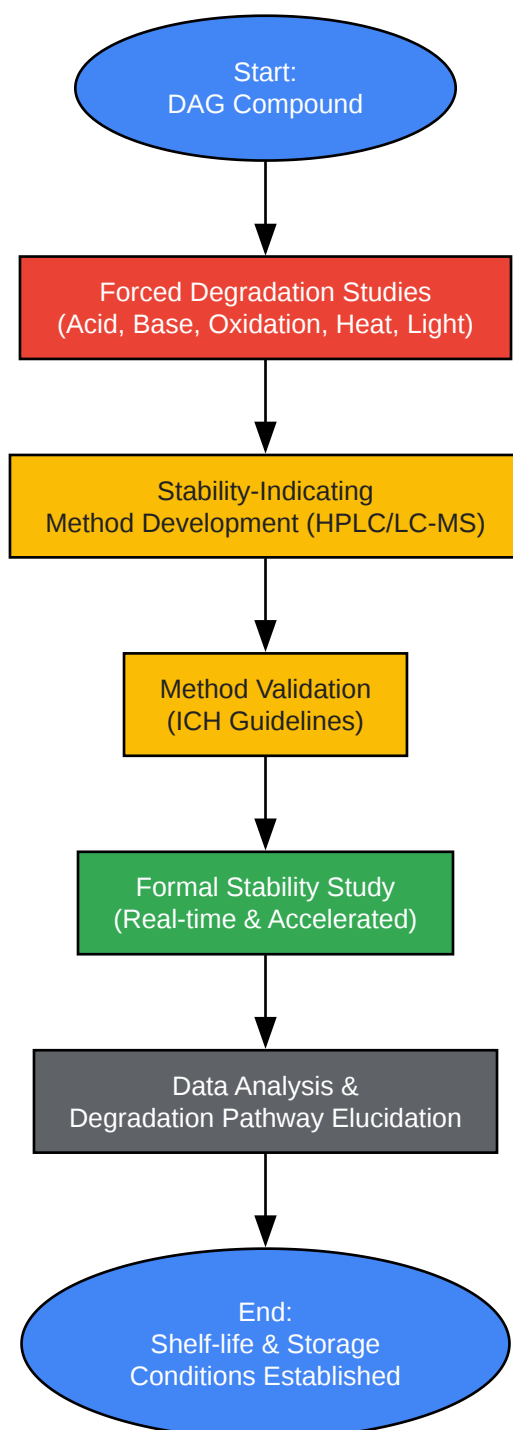 Start:
DAG Compound
Forced Degradation Studies
(Acid, Base, Oxidation, Heat, Light)
Stability-Indicating
Method Development (HPLC/LC-MS)
Method Validation
(ICH Guidelines)
Formal Stability Study
(Real-time & Accelerated)
Data Analysis &
Degradation Pathway Elucidation
End:
Shelf-life & Storage
Conditions Established